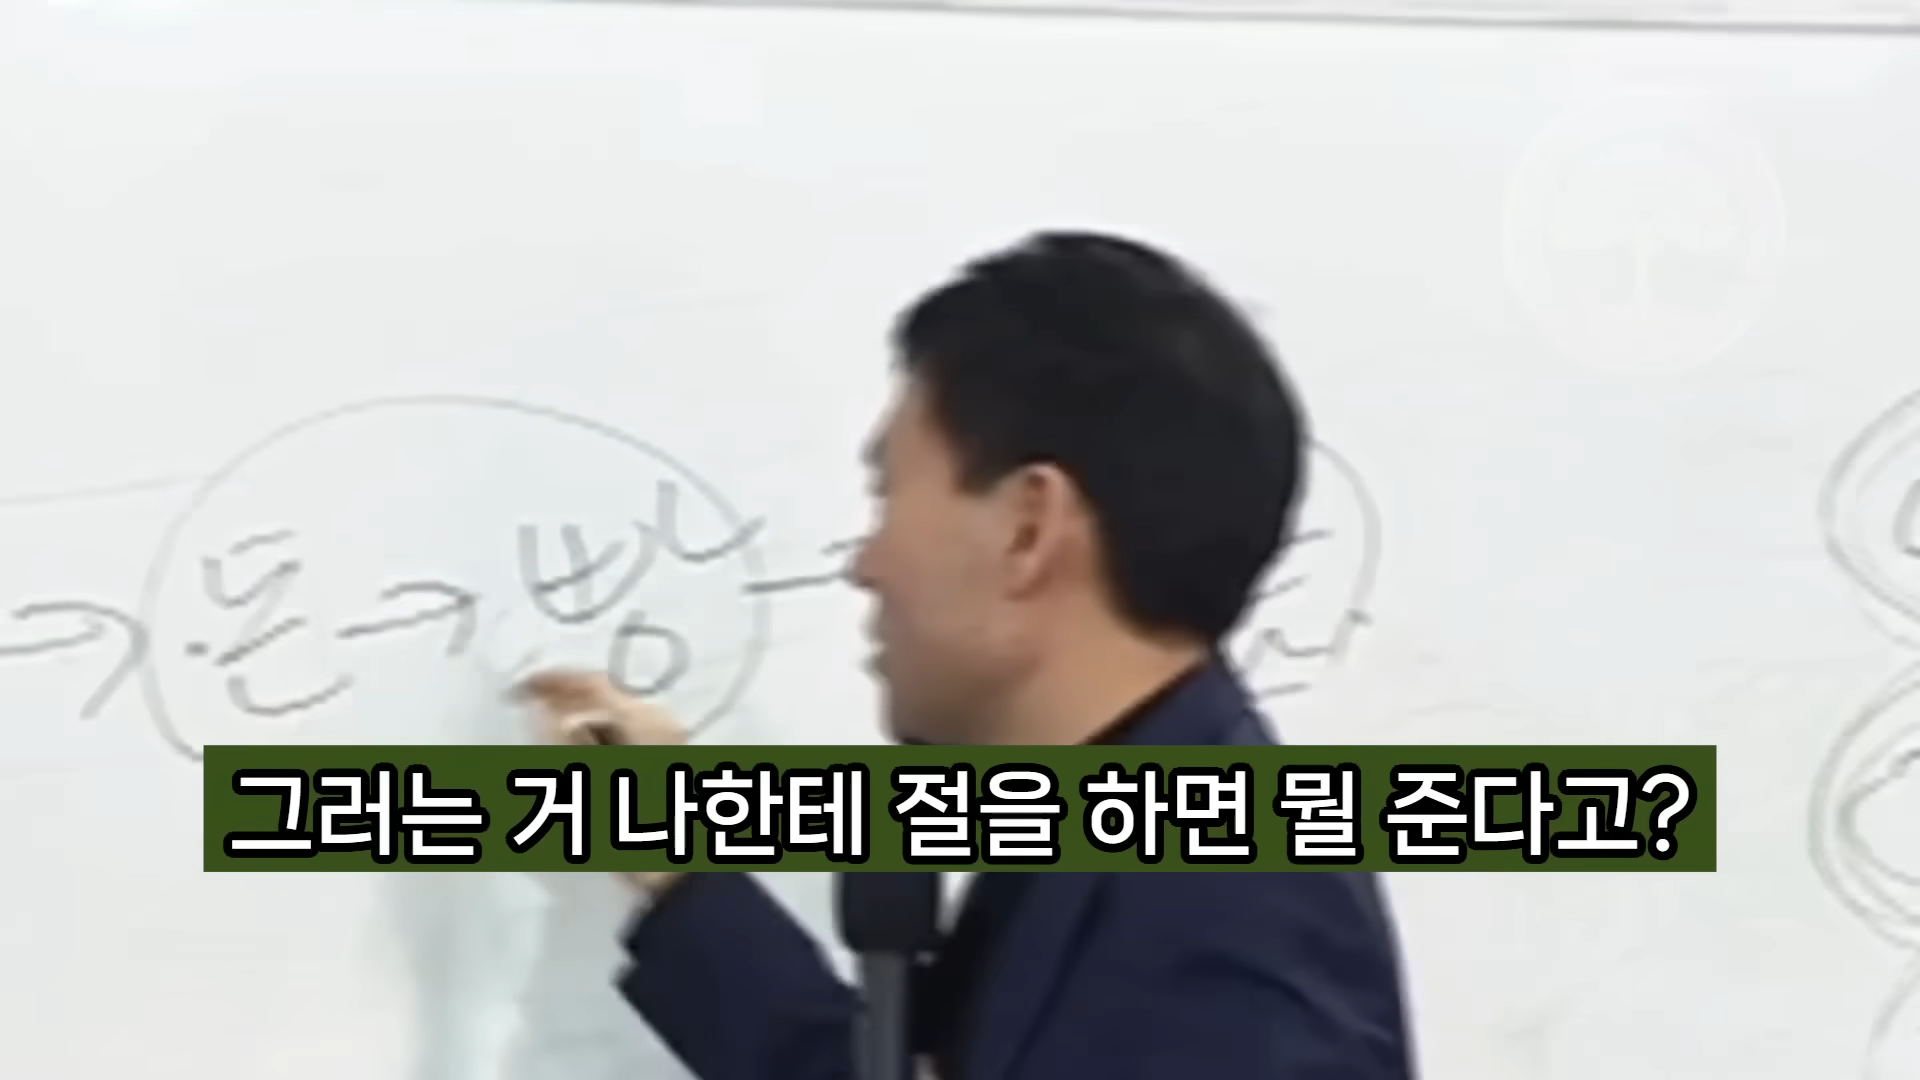 → 돈 → 빵
그러는 거 나한테 절을 하면 뭘 준다고?